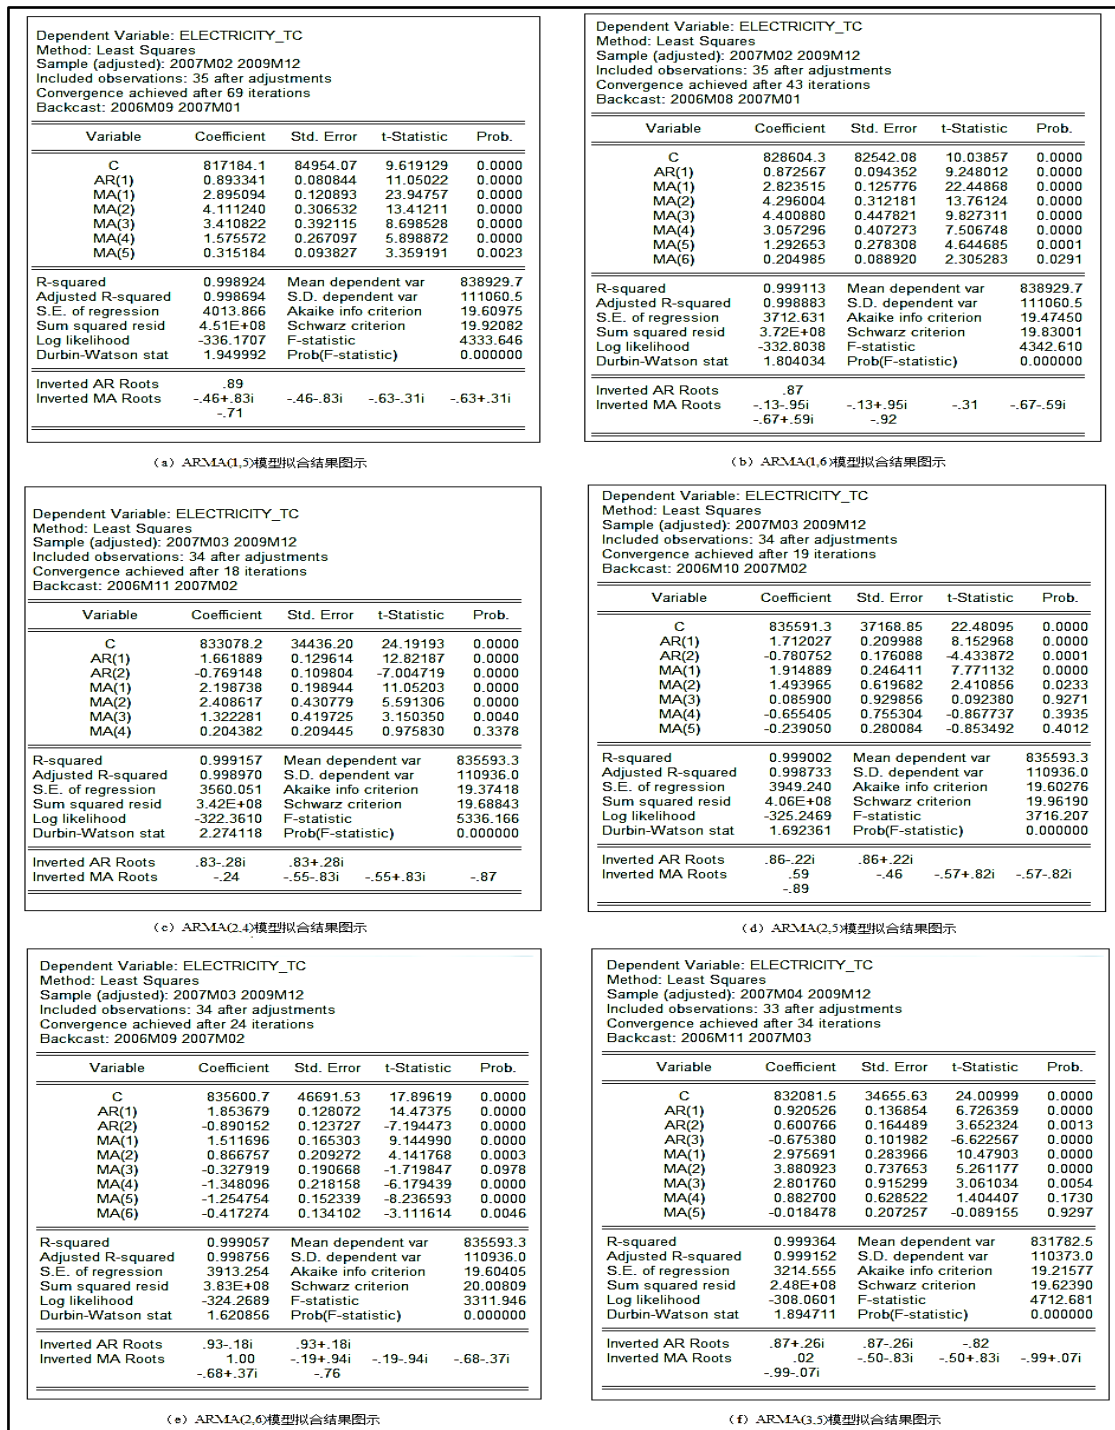 Dependent Variable: ELECTRICITY_TC
Method: Least Squares
Sample (adjusted): 2007M02 2009M12
Included observations: 35 after adjustments
Convergence achieved after 69 iterations
Backcast: 2006M09 2007M01
Variable Coefficient Std. Error t-Statistic Prob.
C 817184.1 84954.07 9.619129 0.0000
AR(1) 0.893341 0.080844 11.05022 0.0000
MA(1) 2.895094 0.120893 23.94757 0.0000
MA(2) 4.111240 0.306532 13.41211 0.0000
MA(3) 3.410822 0.392115 8.698528 0.0000
MA(4) 1.575572 0.267097 5.898872 0.0000
MA(5) 0.315184 0.093827 3.359191 0.0023
R-squared 0.998924 Mean dependent var 838929.7
Adjusted R-squared 0.998694 S.D. dependent var 111060.5
S.E. of regression 4013.866 Akaike info criterion 19.60975
Sum squared resid 4.51E+08 Schwarz criterion 19.92082
Log likelihood -336.1707 F-statistic 4333.646
Durbin-Watson stat 1.949992 Prob(F-statistic) 0.000000
Inverted AR Roots .89
Inverted MA Roots -.46+.83i -.46-.83i -.63-.31i -.63+.31i
-.71
(a) ARMA(1,5)模型拟合结果图示
Dependent Variable: ELECTRICITY_TC
Method: Least Squares
Sample (adjusted): 2007M02 2009M12
Included observations: 35 after adjustments
Convergence achieved after 43 iterations
Backcast: 2006M08 2007M01
Variable Coefficient Std. Error t-Statistic Prob.
C 828604.3 82542.08 10.03857 0.0000
AR(1) 0.872567 0.094352 9.248012 0.0000
MA(1) 2.823515 0.125776 22.44868 0.0000
MA(2) 4.296004 0.312181 13.76124 0.0000
MA(3) 4.400880 0.447821 9.827311 0.0000
MA(4) 3.057296 0.407273 7.506748 0.0000
MA(5) 1.292653 0.278308 4.644685 0.0001
MA(6) 0.204985 0.088920 2.305283 0.0291
R-squared 0.999113 Mean dependent var 838929.7
Adjusted R-squared 0.998883 S.D. dependent var 111060.5
S.E. of regression 3712.631 Akaike info criterion 19.47450
Sum squared resid 3.72E+08 Schwarz criterion 19.83001
Log likelihood -332.8038 F-statistic 4342.610
Durbin-Watson stat 1.804034 Prob(F-statistic) 0.000000
Inverted AR Roots .87
Inverted MA Roots -.13-.95i -.13+.95i -.31 -.67-.59i
-.67+.59i -.92
(b) ARMA(1,6)模型拟合结果图示
Dependent Variable: ELECTRICITY_TC
Method: Least Squares
Sample (adjusted): 2007M03 2009M12
Included observations: 34 after adjustments
Convergence achieved after 18 iterations
Backcast: 2006M11 2007M02
Variable Coefficient Std. Error t-Statistic Prob.
C 833078.2 34436.20 24.19193 0.0000
AR(1) 1.661889 0.129614 12.82187 0.0000
AR(2) -0.769148 0.109804 -7.004719 0.0000
MA(1) 2.198738 0.198944 11.05203 0.0000
MA(2) 2.408617 0.430779 5.591306 0.0000
MA(3) 1.322281 0.419725 3.150350 0.0040
MA(4) 0.204382 0.209445 0.975830 0.3378
R-squared 0.999157 Mean dependent var 835593.3
Adjusted R-squared 0.998970 S.D. dependent var 110936.0
S.E. of regression 3560.051 Akaike info criterion 19.37418
Sum squared resid 3.42E+08 Schwarz criterion 19.68843
Log likelihood -322.3610 F-statistic 5336.166
Durbin-Watson stat 2.274118 Prob(F-statistic) 0.000000
Inverted AR Roots .83-.28i .83+.28i
Inverted MA Roots -.24 -.55-.83i -.55+.83i -.87
(c) ARMA(2,4)模型拟合结果图示
Dependent Variable: ELECTRICITY_TC
Method: Least Squares
Sample (adjusted): 2007M03 2009M12
Included observations: 34 after adjustments
Convergence achieved after 19 iterations
Backcast: 2006M10 2007M02
Variable Coefficient Std. Error t-Statistic Prob.
C 835591.3 37168.85 22.48095 0.0000
AR(1) 1.712027 0.209988 8.152968 0.0000
AR(2) -0.780752 0.176088 -4.433872 0.0001
MA(1) 1.914889 0.246411 7.771132 0.0000
MA(2) 1.493965 0.619682 2.410856 0.0233
MA(3) 0.085900 0.929856 0.092380 0.9271
MA(4) -0.655405 0.755304 -0.867737 0.3935
MA(5) -0.239050 0.280084 -0.853492 0.4012
R-squared 0.999002 Mean dependent var 835593.3
Adjusted R-squared 0.998733 S.D. dependent var 110936.0
S.E. of regression 3949.240 Akaike info criterion 19.60276
Sum squared resid 4.06E+08 Schwarz criterion 19.96190
Log likelihood -325.2469 F-statistic 3716.207
Durbin-Watson stat 1.692361 Prob(F-statistic) 0.000000
Inverted AR Roots .86-.22i .86+.22i
Inverted MA Roots .59 -.46 -.57+.82i -.57-.82i
-.89
(d) ARMA(2,5)模型拟合结果图示
Dependent Variable: ELECTRICITY_TC
Method: Least Squares
Sample (adjusted): 2007M03 2009M12
Included observations: 34 after adjustments
Convergence achieved after 24 iterations
Backcast: 2006M09 2007M02
Variable Coefficient Std. Error t-Statistic Prob.
C 835600.7 46691.53 17.89619 0.0000
AR(1) 1.853679 0.128072 14.47375 0.0000
AR(2) -0.890152 0.123727 -7.194473 0.0000
MA(1) 1.511696 0.165303 9.144990 0.0000
MA(2) 0.866757 0.209272 4.141768 0.0003
MA(3) -0.327919 0.190668 -1.719847 0.0978
MA(4) -1.348096 0.218158 -6.179439 0.0000
MA(5) -1.254754 0.152339 -8.236593 0.0000
MA(6) -0.417274 0.134102 -3.111614 0.0046
R-squared 0.999057 Mean dependent var 835593.3
Adjusted R-squared 0.998756 S.D. dependent var 110936.0
S.E. of regression 3913.254 Akaike info criterion 19.60405
Sum squared resid 3.83E+08 Schwarz criterion 20.00809
Log likelihood -324.2689 F-statistic 3311.946
Durbin-Watson stat 1.620856 Prob(F-statistic) 0.000000
Inverted AR Roots .93-.18i .93+.18i
Inverted MA Roots 1.00 -.19+.94i -.19-.94i -.68-.37i
-.68+.37i -.76
(e) ARMA(2,6)模型拟合结果图示
Dependent Variable: ELECTRICITY_TC
Method: Least Squares
Sample (adjusted): 2007M04 2009M12
Included observations: 33 after adjustments
Convergence achieved after 34 iterations
Backcast: 2006M11 2007M03
Variable Coefficient Std. Error t-Statistic Prob.
C 832081.5 34655.63 24.00999 0.0000
AR(1) 0.920526 0.136854 6.726359 0.0000
AR(2) 0.600766 0.164489 3.652324 0.0013
AR(3) -0.675380 0.101982 -6.622567 0.0000
MA(1) 2.975691 0.283966 10.47903 0.0000
MA(2) 3.880923 0.737653 5.261177 0.0000
MA(3) 2.801760 0.915299 3.061034 0.0054
MA(4) 0.882700 0.628522 1.404407 0.1730
MA(5) -0.018478 0.207257 -0.089155 0.9297
R-squared 0.999364 Mean dependent var 831782.5
Adjusted R-squared 0.999152 S.D. dependent var 110373.0
S.E. of regression 3214.555 Akaike info criterion 19.21577
Sum squared resid 2.48E+08 Schwarz criterion 19.62390
Log likelihood -308.0601 F-statistic 4712.681
Durbin-Watson stat 1.894711 Prob(F-statistic) 0.000000
Inverted AR Roots .87+.26i .87-.26i -.82
Inverted MA Roots .02 -.50-.83i -.50+.83i -.99+.07i
-.99-.07i
(f) ARMA(3,5)模型拟合结果图示